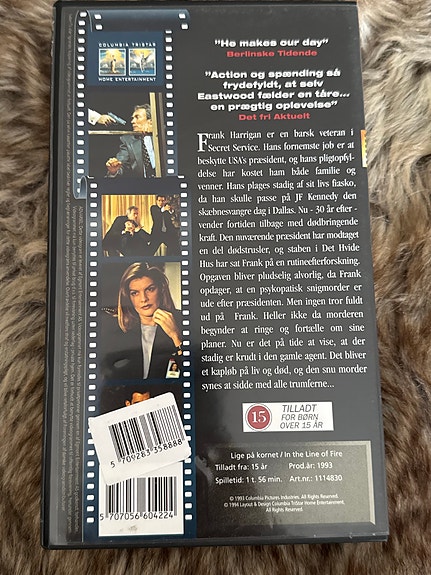 COLUMBIA TRISTAR
HOME ENTERTAINMENT
"He makes our day"
Berlinske Tidende
"Action og spænding så
frydefyldt, at selv
Eastwood fælder en tåre...
en prægtig oplevelse"
Det fri Aktuelt
Frank Harrigan er en barsk veteran i
Secret Service. Hans fornemste job er at
beskytte USA's præsident, og hans pligtopfyl-
delse har kostet ham både familie og
venner. Hans plages stadig af sit livs fiasko,
da han skulle passe på JF Kennedy den
skæbnesvangre dag i Dallas. Nu - 30 år efter -
vender fortiden tilbage med dødbringende
kraft. Den nuværende præsident har modtaget
en del dødstrusler, og staben i Det Hvide
Hus har sat Frank på en rutineefterforskning.
Opgaven bliver pludselig alvorlig, da Frank
opdager, at en psykopatisk snigmorder er
ude efter præsidenten. Men ingen tror fuldt
ud på Frank. Heller ikke da morderen
begynder at ringe og fortælle om sine
planer. Nu er det på tide at vise, at der
stadig er krudt i den gamle agent. Det bliver
et kapløb på liv og død, og den snu morder
synes at sidde med alle trumferne...
15
TILLADT
FOR BØRN
OVER 15 ÅR
5 709283 358888
5 707056 604224
Lige på kornet / In the Line of Fire
Tilladt fra: 15 år Prod.år: 1993
Spilletid: 1 t. 56 min. Art.nr.: 1114830
© 1993 Columbia Pictures Industries. All Rights Reserved.
© 1994 Layout & Design Columbia TriStar Home Entertainment.
All Rights Reserved.